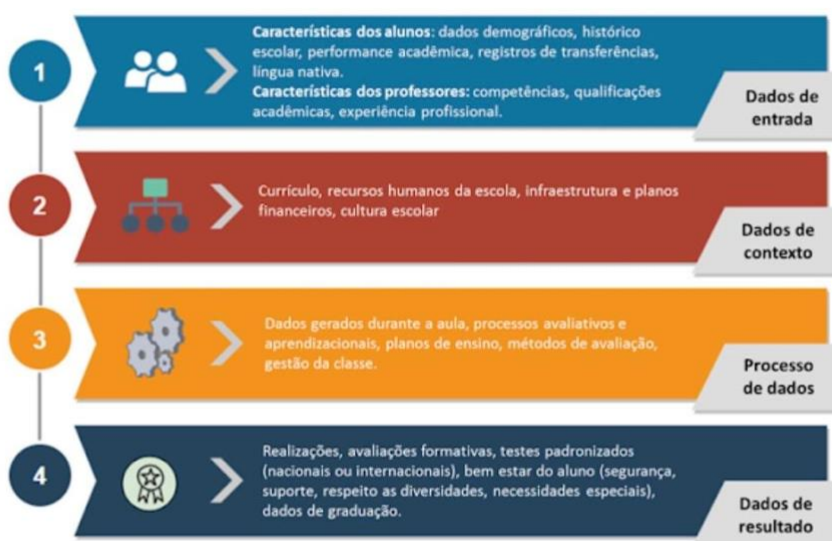 1
Características dos alunos: dados demográficos, histórico
escolar, performance acadêmica, registros de transferências,
língua nativa.
Características dos professores: competências, qualificações
acadêmicas, experiência profissional.
Dados de
entrada
2
Currículo, recursos humanos da escola, infraestrutura e planos
financeiros, cultura escolar
Dados de
contexto
3
Dados gerados durante a aula, processos avaliativos e
aprendizacionais, planos de ensino, métodos de avaliação,
gestão da classe.
Processo
de dados
4
Realizações, avaliações formativas, testes padronizados
(nacionais ou internacionais), bem estar do aluno (segurança,
suporte, respeito as diversidades, necessidades especiais),
dados de graduação.
Dados de
resultado